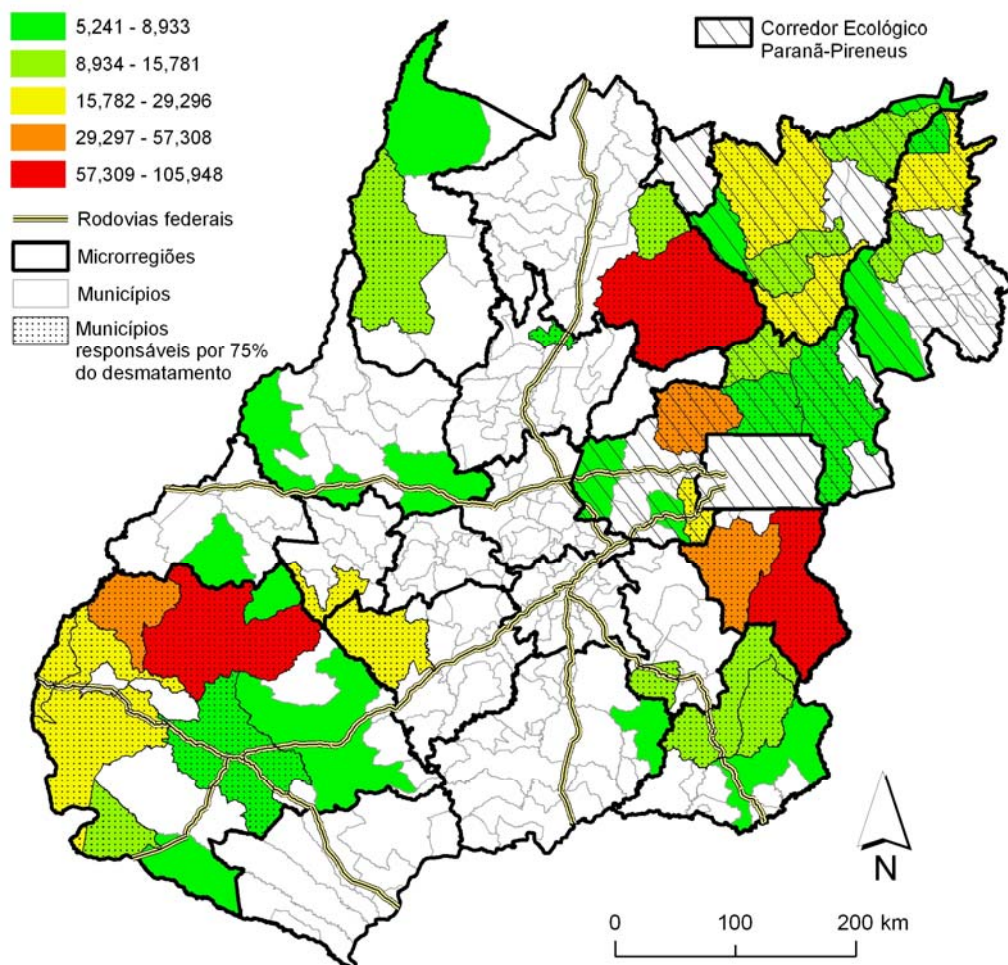 5,241 - 8,933
8,934 - 15,781
15,782 - 29,296
29,297 - 57,308
57,309 - 105,948
Rodovias federais
Microrregiões
Municípios
Municípios
responsáveis por 75%
do desmatamento
Corredor Ecológico
Paranã-Pireneus
N
0 100 200 km